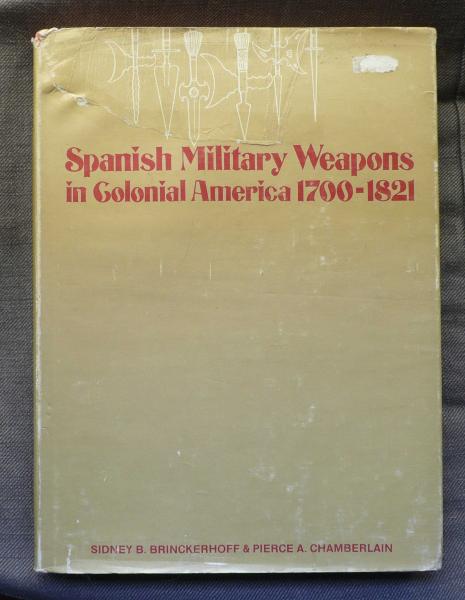 Spanish Military Weapons
in Colonial America 1700-1821
SIDNEY B. BRINCKERHOFF & PIERCE A. CHAMBERLAIN